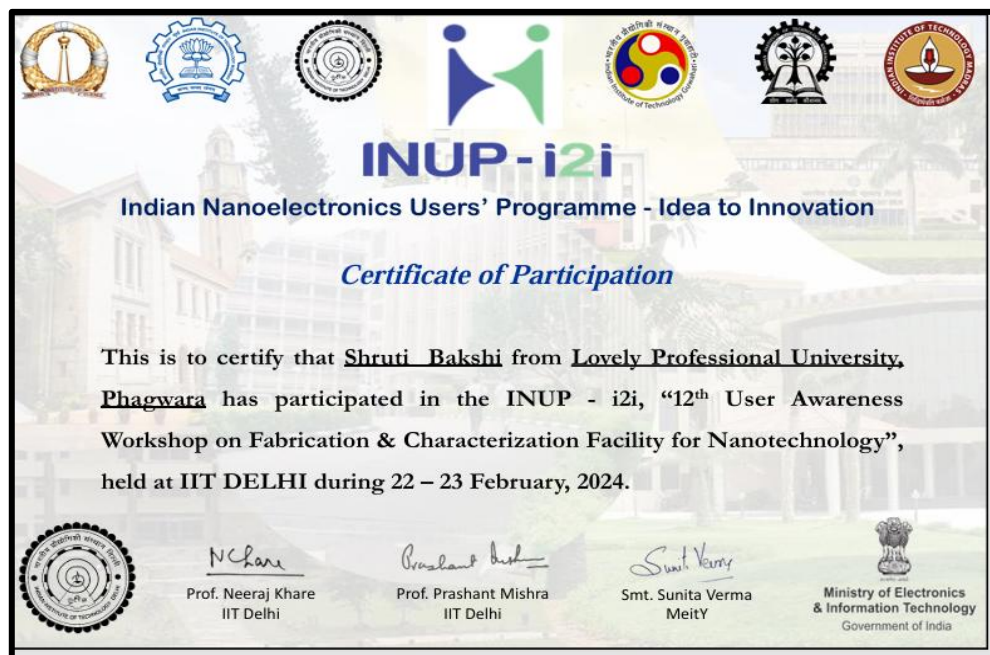 INUP - i2i
Indian Nanoelectronics Users' Programme - Idea to Innovation
Certificate of Participation
This is to certify that Shruti Bakshi from Lovely Professional University,
Phagwara has participated in the INUP - i2i, “12th User Awareness
Workshop on Fabrication & Characterization Facility for Nanotechnology”,
held at IIT DELHI during 22 – 23 February, 2024.
Prof. Neeraj Khare
IIT Delhi
Prof. Prashant Mishra
IIT Delhi
Smt. Sunita Verma
MeitY
Ministry of Electronics
& Information Technology
Government of India